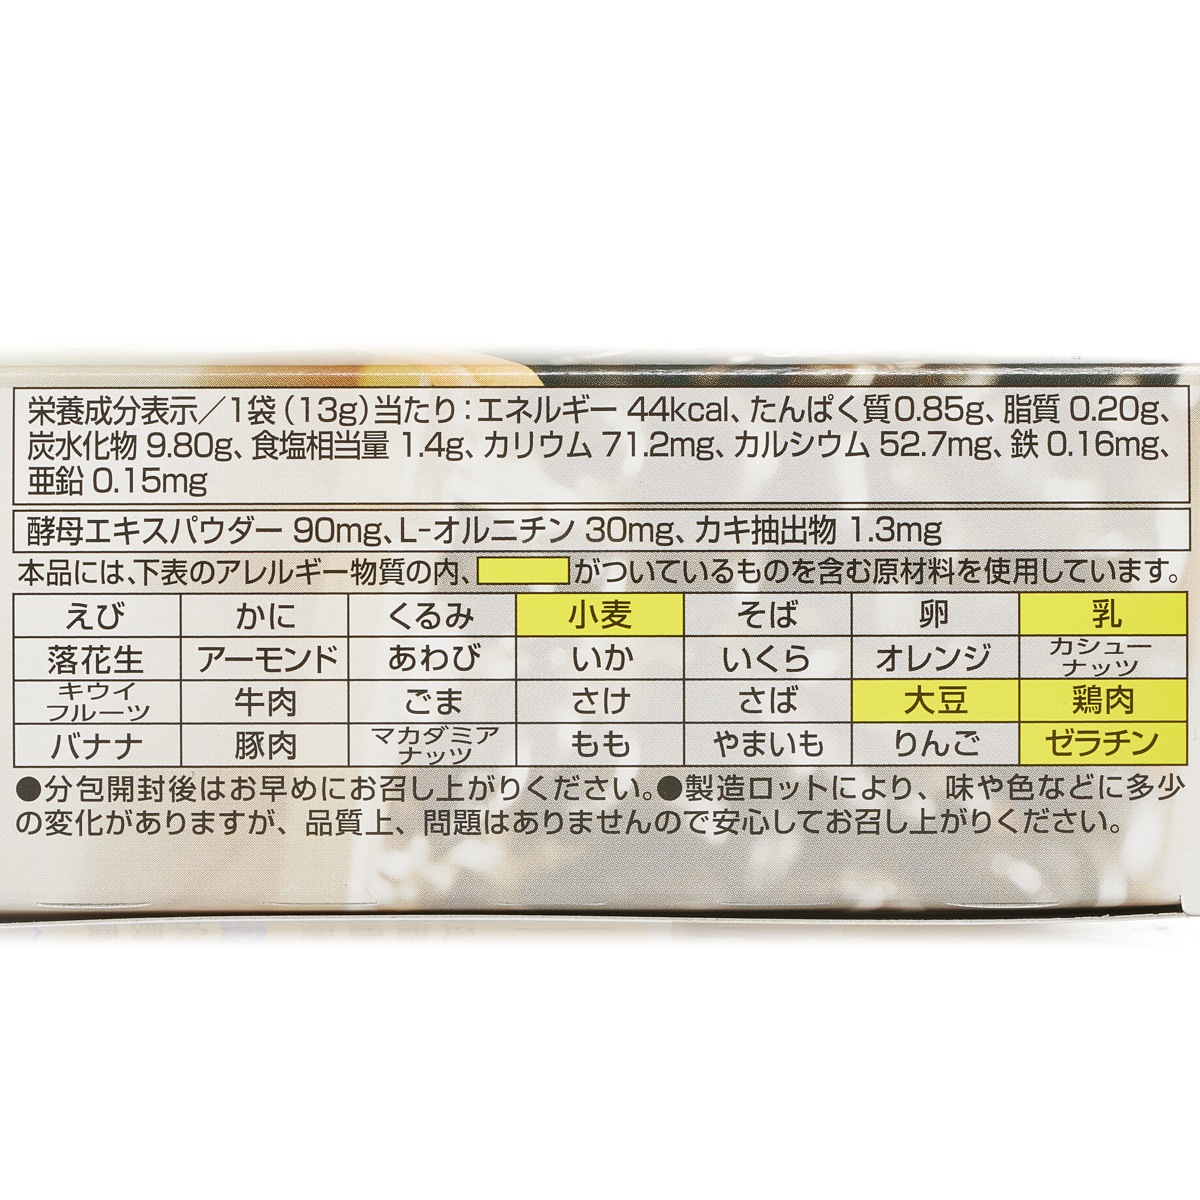 栄養成分表示／1袋(13g)当たり：エネルギー 44kcal、たんぱく質0.85g、脂質 0.20g、
炭水化物 9.80g、食塩相当量 1.4g、カリウム 71.2mg、カルシウム 52.7mg、鉄 0.16mg、
亜鉛 0.15mg
酵母エキスパウダー 90mg、L-オルニチン 30mg、カキ抽出物 1.3mg
本品には、下表のアレルギー物質の内、がついているものを含む原材料を使用しています。
えび かに くるみ 小麦 そば 卵 乳
落花生 アーモンド あわび いか いくら オレンジ カシューナッツ
キウイフルーツ 牛肉 ごま さけ さば 大豆 鶏肉
バナナ 豚肉 マカダミアナッツ もも やまいも りんご ゼラチン
●分包開封後はお早めにお召し上がりください。●製造ロットにより、味や色などに多少
の変化がありますが、品質上、問題はありませんので安心してお召し上がりください。